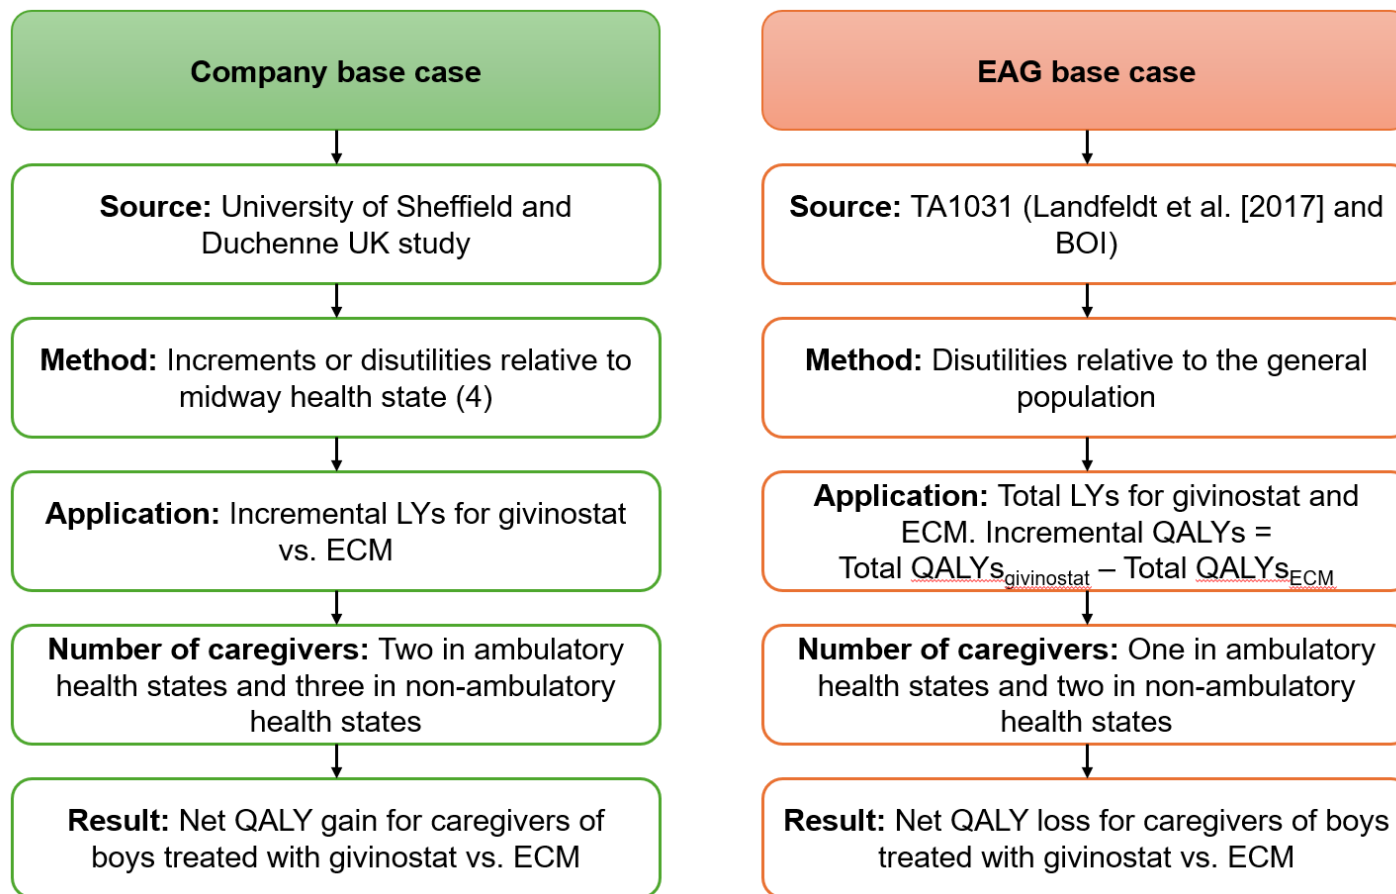 Company base case
Source: University of Sheffield and
Duchenne UK study
Method: Increments or disutilities relative to
midway health state (4)
Application: Incremental LYs for givinostat
vs. ECM
Number of caregivers: Two in ambulatory
health states and three in non-ambulatory
health states
Result: Net QALY gain for caregivers of
boys treated with givinostat vs. ECM
EAG base case
Source: TA1031 (Landfeldt et al. [2017] and
BOI)
Method: Disutilities relative to the general
population
Application: Total LYs for givinostat and
ECM. Incremental QALYs =
Total QALYsgivinostat – Total QALYsECM
Number of caregivers: One in ambulatory
health states and two in non-ambulatory
health states
Result: Net QALY loss for caregivers of boys
treated with givinostat vs. ECM